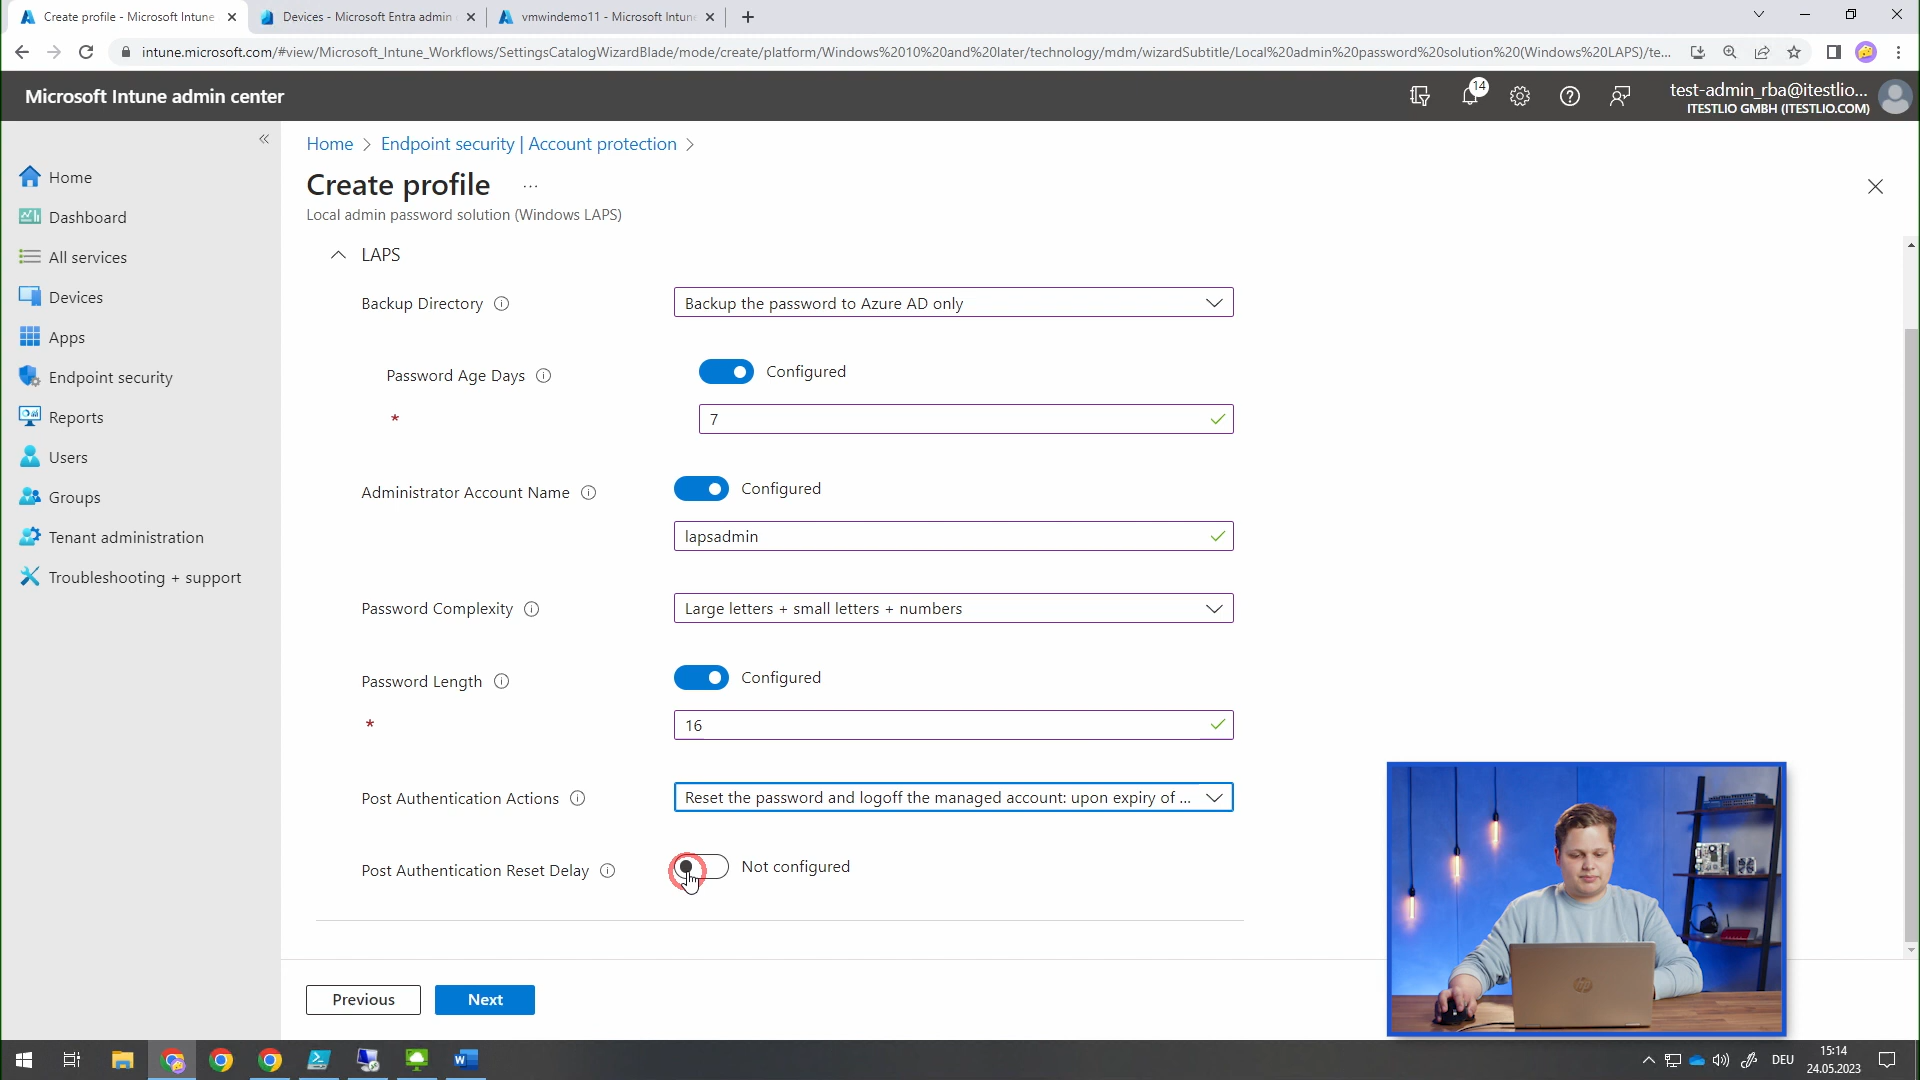 Create profile - Microsoft Intune
Devices - Microsoft Entra admin
vmwindemo11 - Microsoft Intun
intune.microsoft.com/#view/Microsoft_Intune_Workflows/SettingsCatalogWizardBlade/mode/create/platform/Windows%2010%20and%20later/technology/mdm/wizardSubtitle/Local%20admin%20password%20solution%20(Windows%20LAPS)/te...
Microsoft Intune admin center
14
test-admin_rba@itestlio...
ITESTLIO GMBH (ITESTLIO.COM)
Home
Dashboard
All services
Devices
Apps
Endpoint security
Reports
Users
Groups
Tenant administration
Troubleshooting + support
Home > Endpoint security | Account protection >
Create profile ...
Local admin password solution (Windows LAPS)
LAPS
Backup Directory
Backup the password to Azure AD only
Password Age Days
Configured
*
7
Administrator Account Name
Configured
lapsadmin
Password Complexity
Large letters + small letters + numbers
Password Length
Configured
*
16
Post Authentication Actions
Reset the password and logoff the managed account: upon expiry of ...
Post Authentication Reset Delay
Not configured
Previous
Next
hp
DEU
15:14
24.05.2023